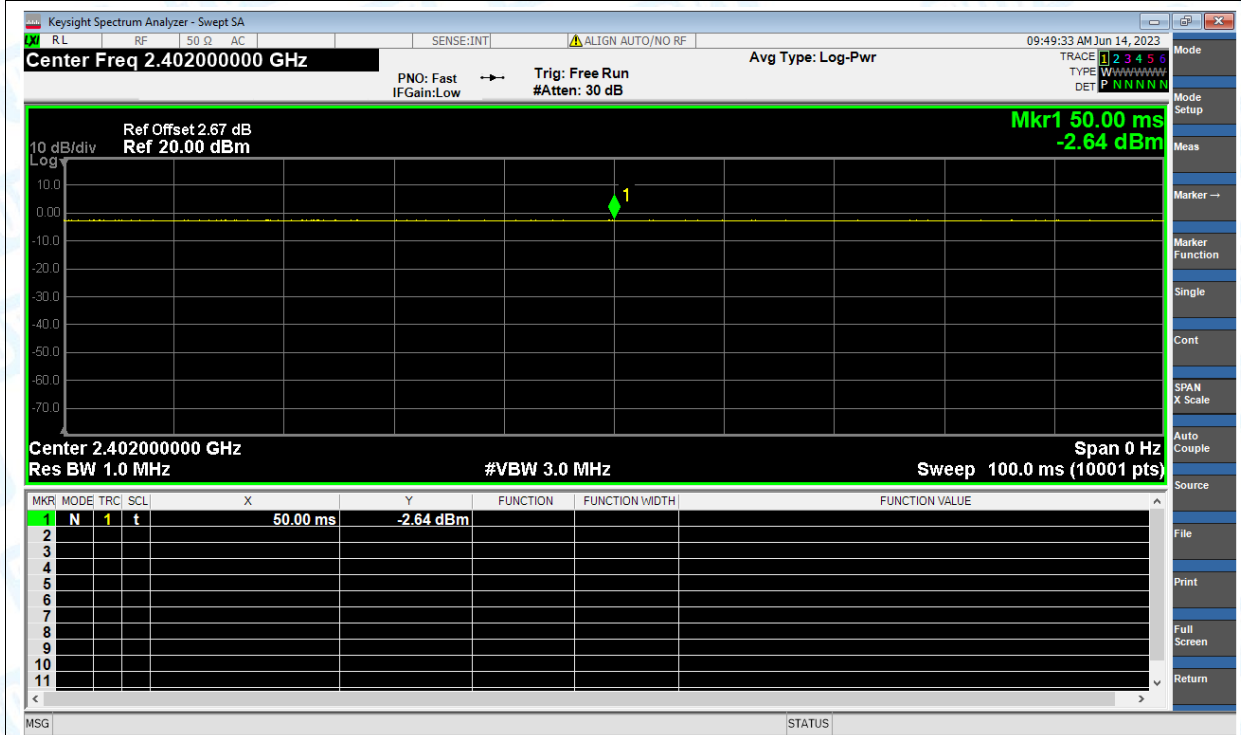 Keysight Spectrum Analyzer - Swept SA
LXI RL RF 50 Ω AC SENSE:INT ALIGN AUTO/NO RF 09:49:33 AM Jun 14, 2023
Center Freq 2.402000000 GHz
PNO: Fast
IFGain:Low
Trig: Free Run
#Atten: 30 dB
Avg Type: Log-Pwr
TRACE 1 2 3 4 5 6
TYPE WWWWWW
DET P N N N N N
Ref Offset 2.67 dB
10 dB/div Ref 20.00 dBm
Log
Mkr1 50.00 ms
-2.64 dBm
10.0
0.00
-10.0
-20.0
-30.0
-40.0
-50.0
-60.0
-70.0
1
Center 2.402000000 GHz Span 0 Hz
Res BW 1.0 MHz #VBW 3.0 MHz Sweep 100.0 ms (10001 pts)
MKR MODE TRC SCL X Y FUNCTION FUNCTION WIDTH FUNCTION VALUE
1 N 1 t 50.00 ms -2.64 dBm
2
3
4
5
6
7
8
9
10
11
MSG STATUS
Mode
Mode
Setup
Meas
Marker →
Marker
Function
Single
Cont
SPAN
X Scale
Auto
Couple
Source
File
Print
Full
Screen
Return